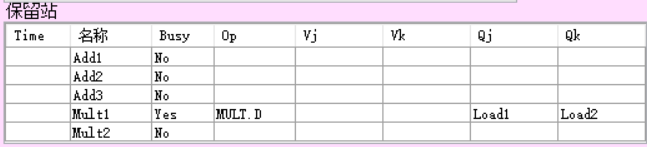 保留站
Time 名称 Busy Op Vj Vk Qj Qk
Add1 No
Add2 No
Add3 No
Mult1 Yes MULT.D Load1 Load2
Mult2 No